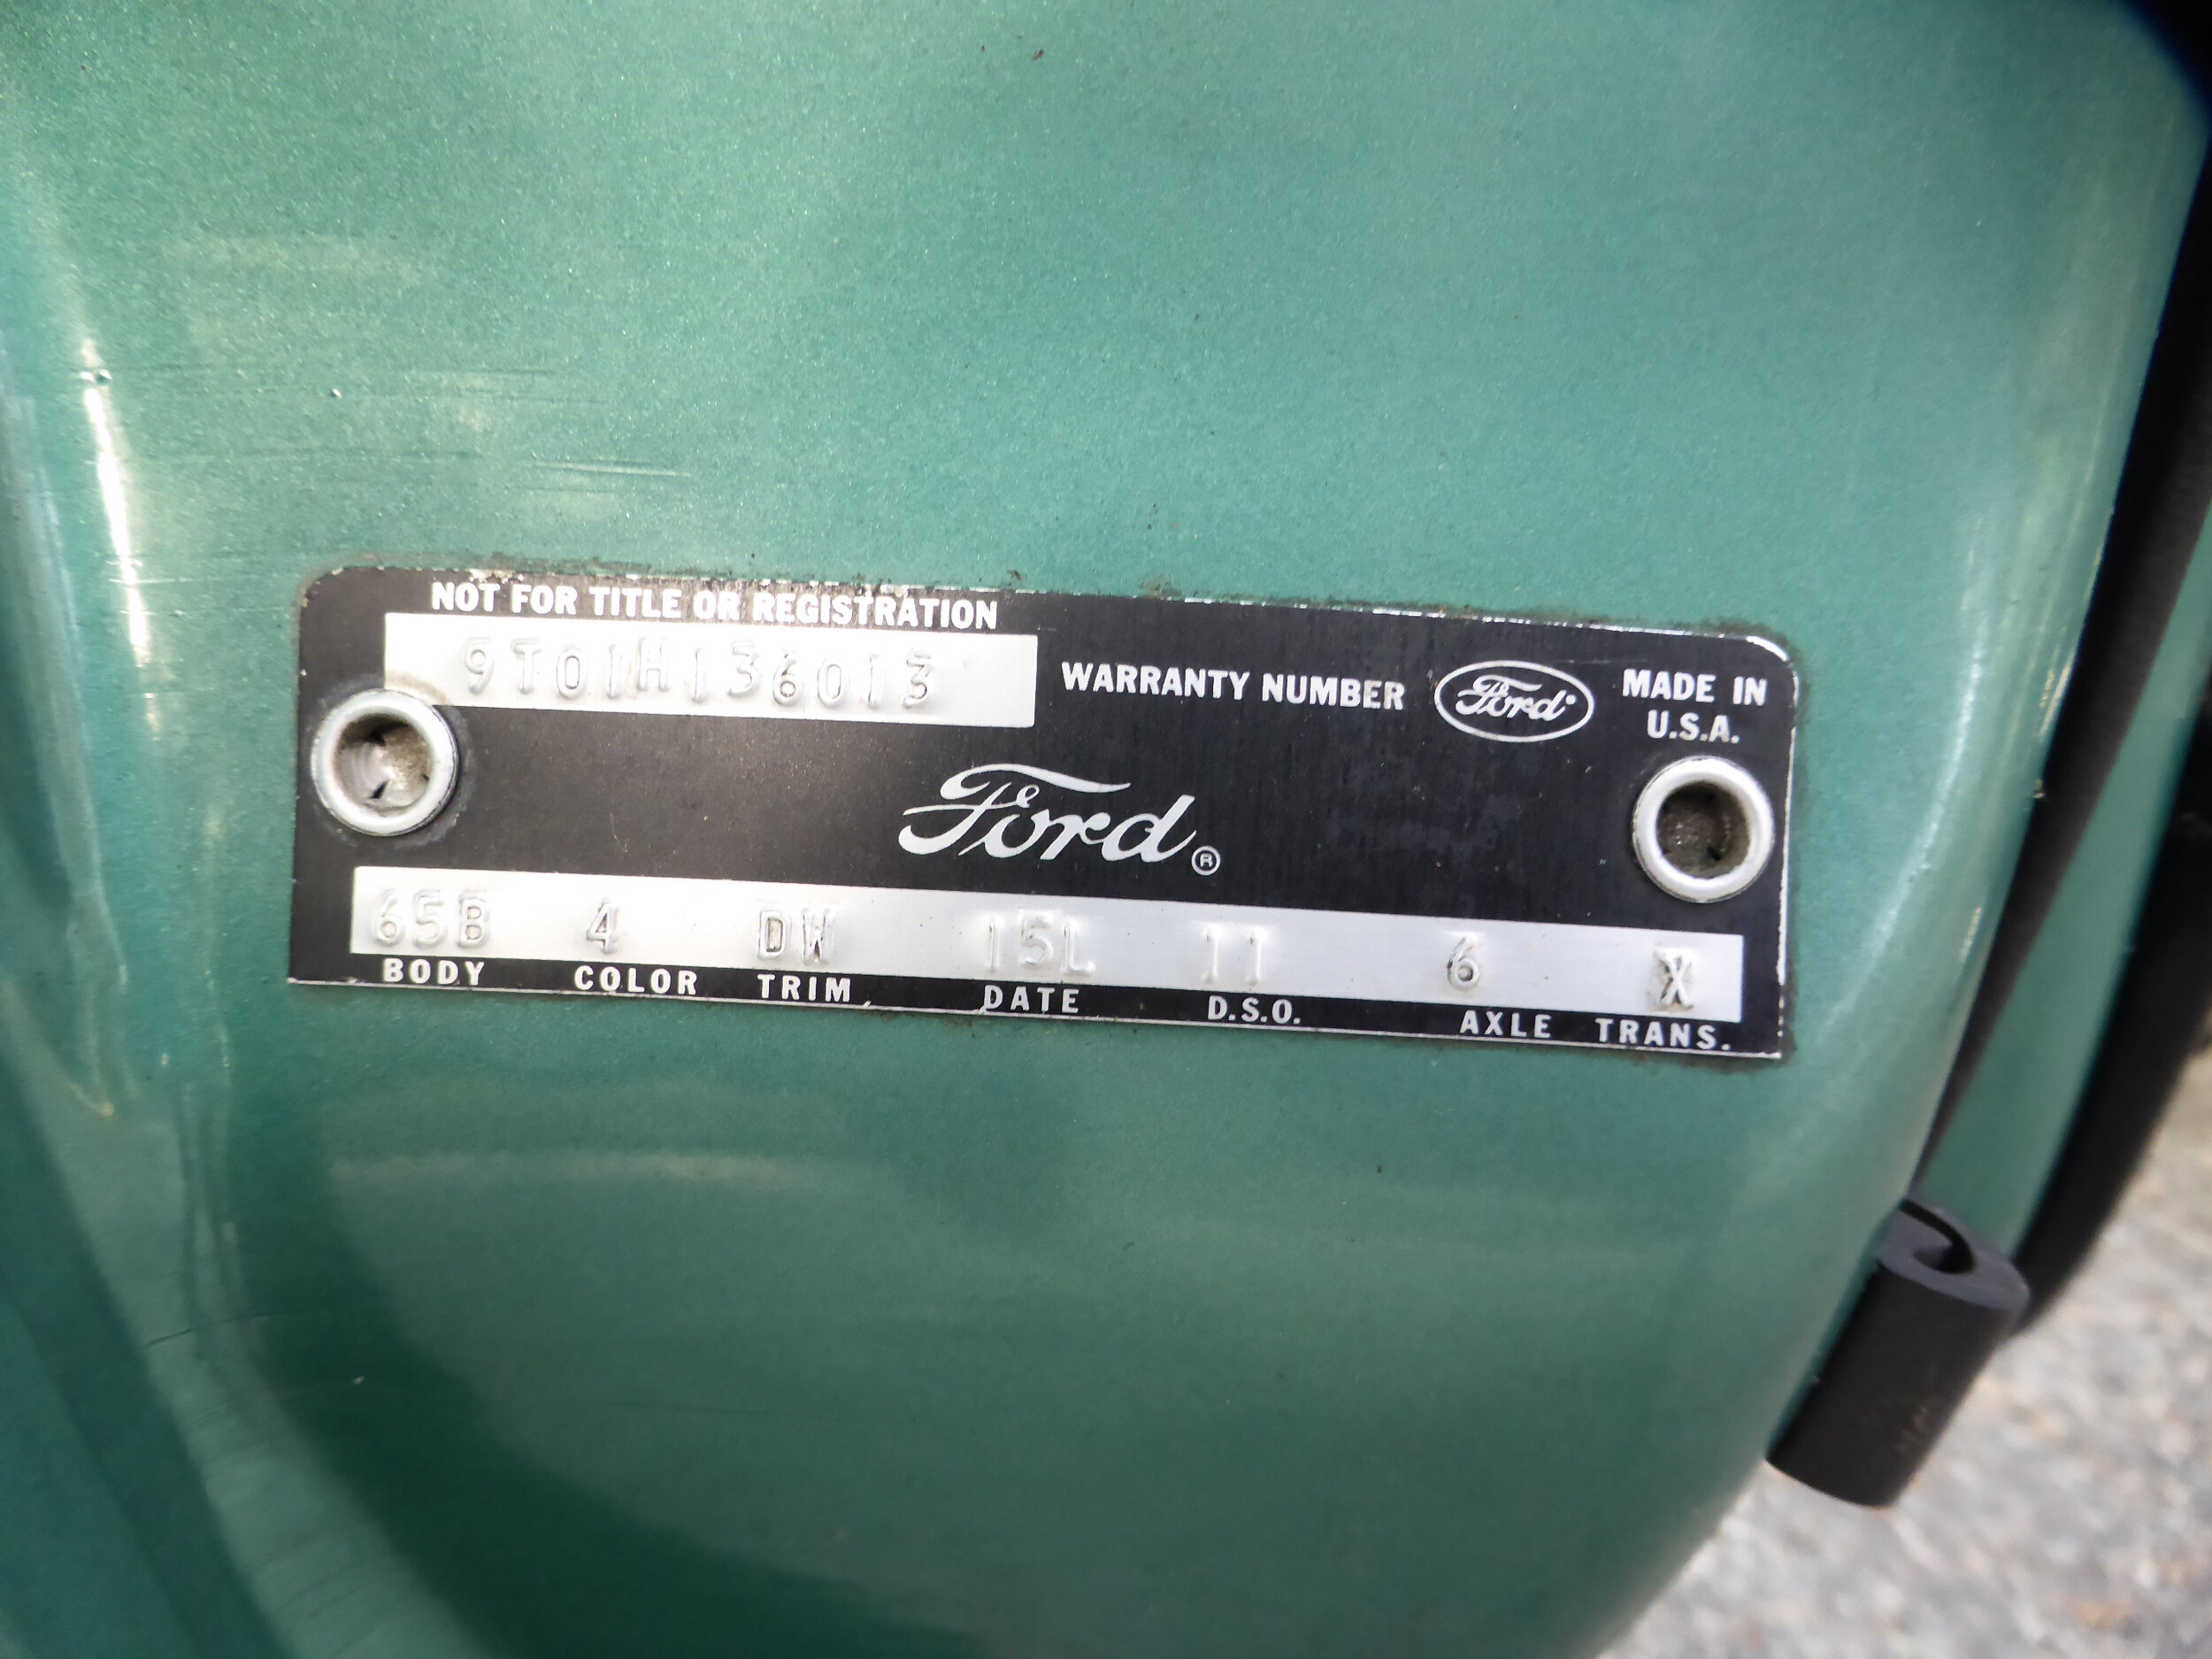 NOT FOR TITLE OR REGISTRATION
9T01H136013
WARRANTY NUMBER
Ford
MADE IN
U.S.A.
Ford®
65B 4 DW 15L 11 6 X
BODY COLOR TRIM DATE D.S.O. AXLE TRANS.